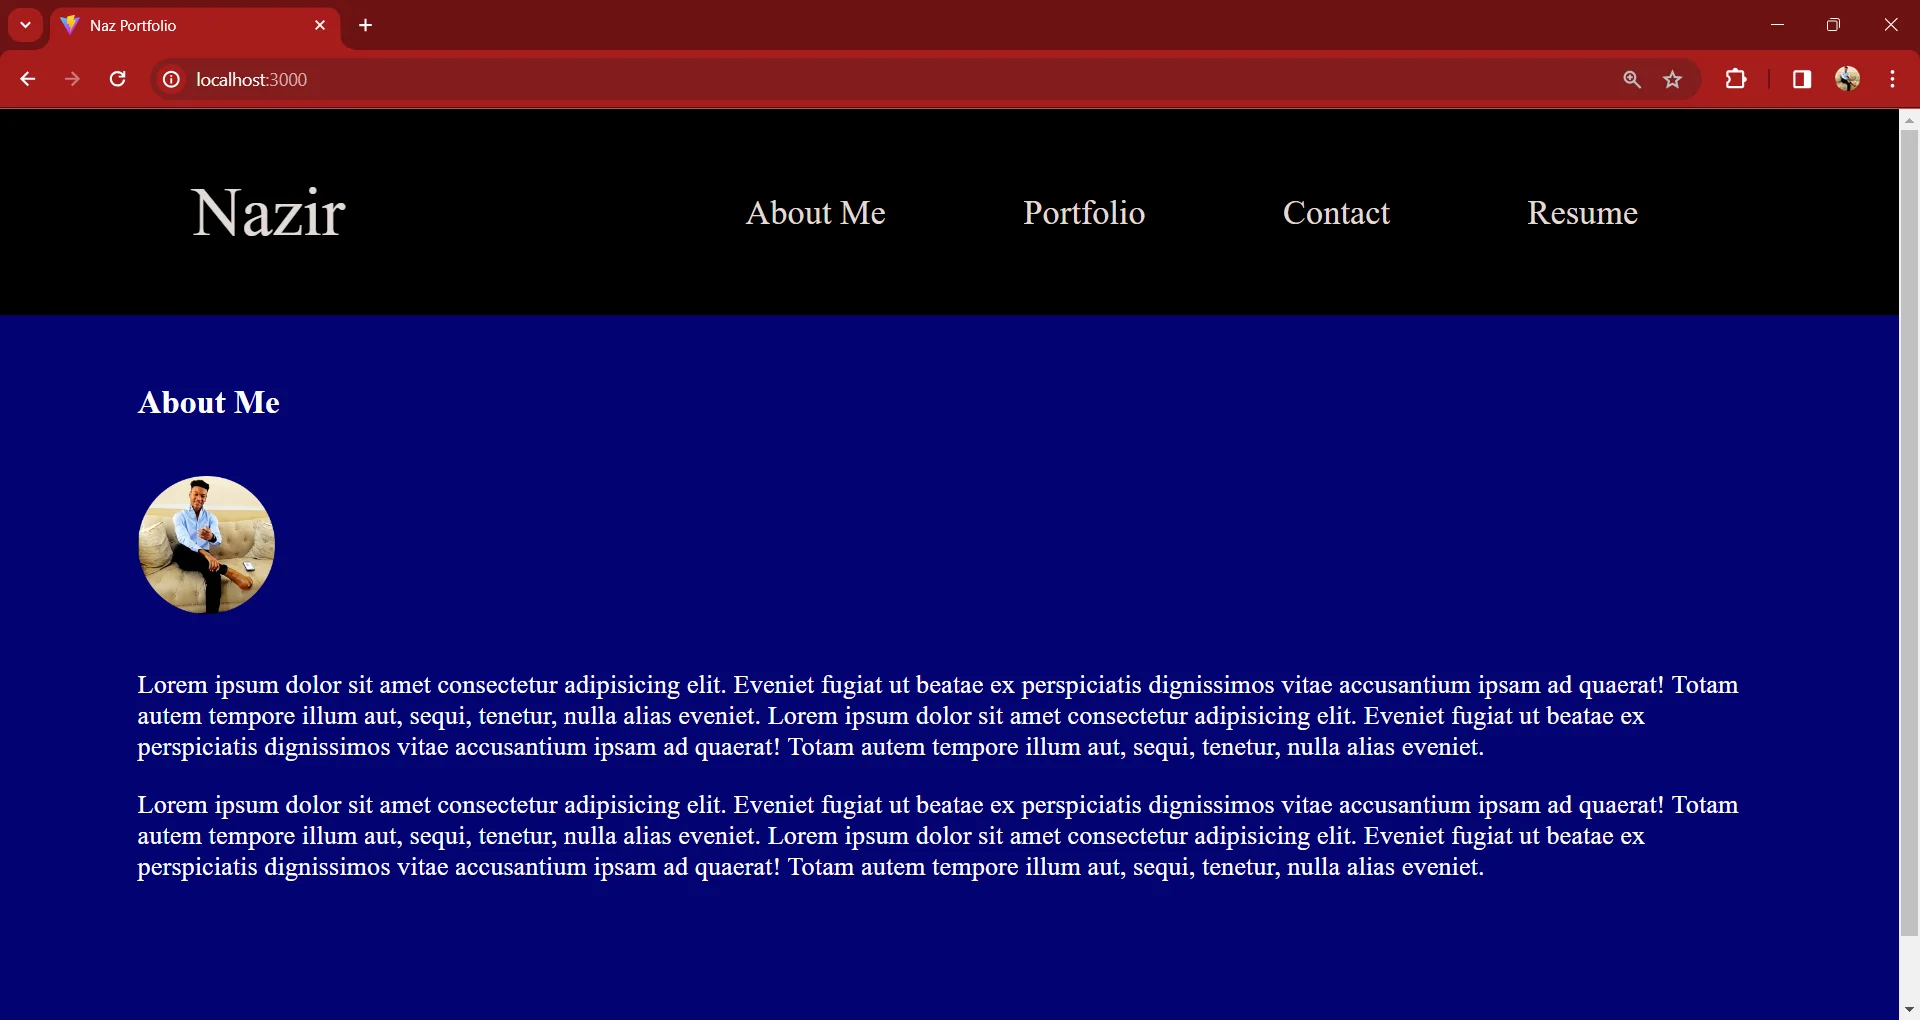 Naz Portfolio
localhost:3000
Nazir
About Me
Portfolio
Contact
Resume
About Me
Lorem ipsum dolor sit amet consectetur adipisicing elit. Eveniet fugiat ut beatae ex perspiciatis dignissimos vitae accusantium ipsam ad quaerat! Totam
autem tempore illum aut, sequi, tenetur, nulla alias eveniet. Lorem ipsum dolor sit amet consectetur adipisicing elit. Eveniet fugiat ut beatae ex
perspiciatis dignissimos vitae accusantium ipsam ad quaerat! Totam autem tempore illum aut, sequi, tenetur, nulla alias eveniet.
Lorem ipsum dolor sit amet consectetur adipisicing elit. Eveniet fugiat ut beatae ex perspiciatis dignissimos vitae accusantium ipsam ad quaerat! Totam
autem tempore illum aut, sequi, tenetur, nulla alias eveniet. Lorem ipsum dolor sit amet consectetur adipisicing elit. Eveniet fugiat ut beatae ex
perspiciatis dignissimos vitae accusantium ipsam ad quaerat! Totam autem tempore illum aut, sequi, tenetur, nulla alias eveniet.